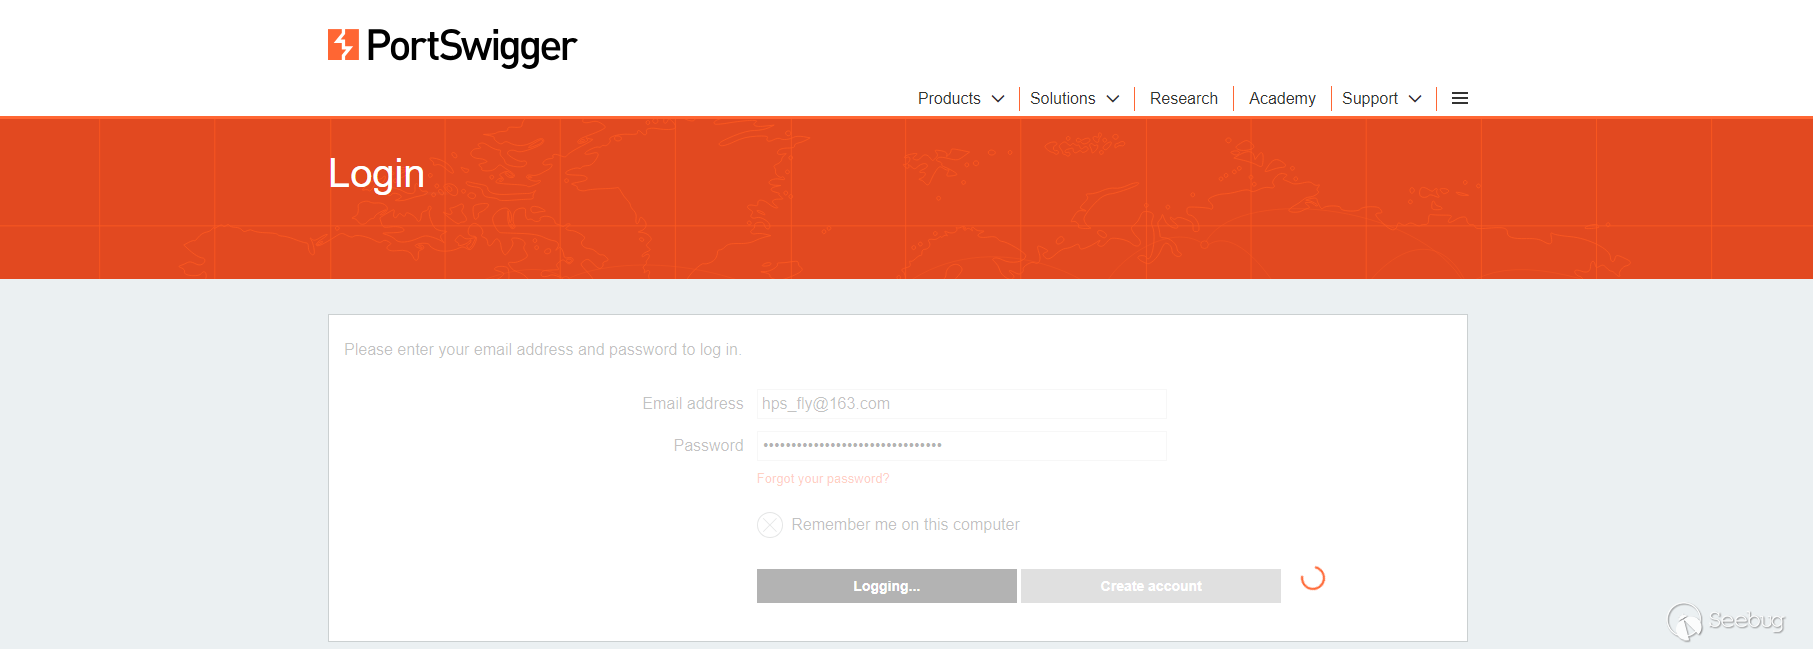 PortSwigger
Products Solutions Research Academy Support
Login
Please enter your email address and password to log in.
Email address hps_fly@163.com
Password ••••••••••••••••••••••••••••••••
Forgot your password?
Remember me on this computer
Logging... Create account
Seebug